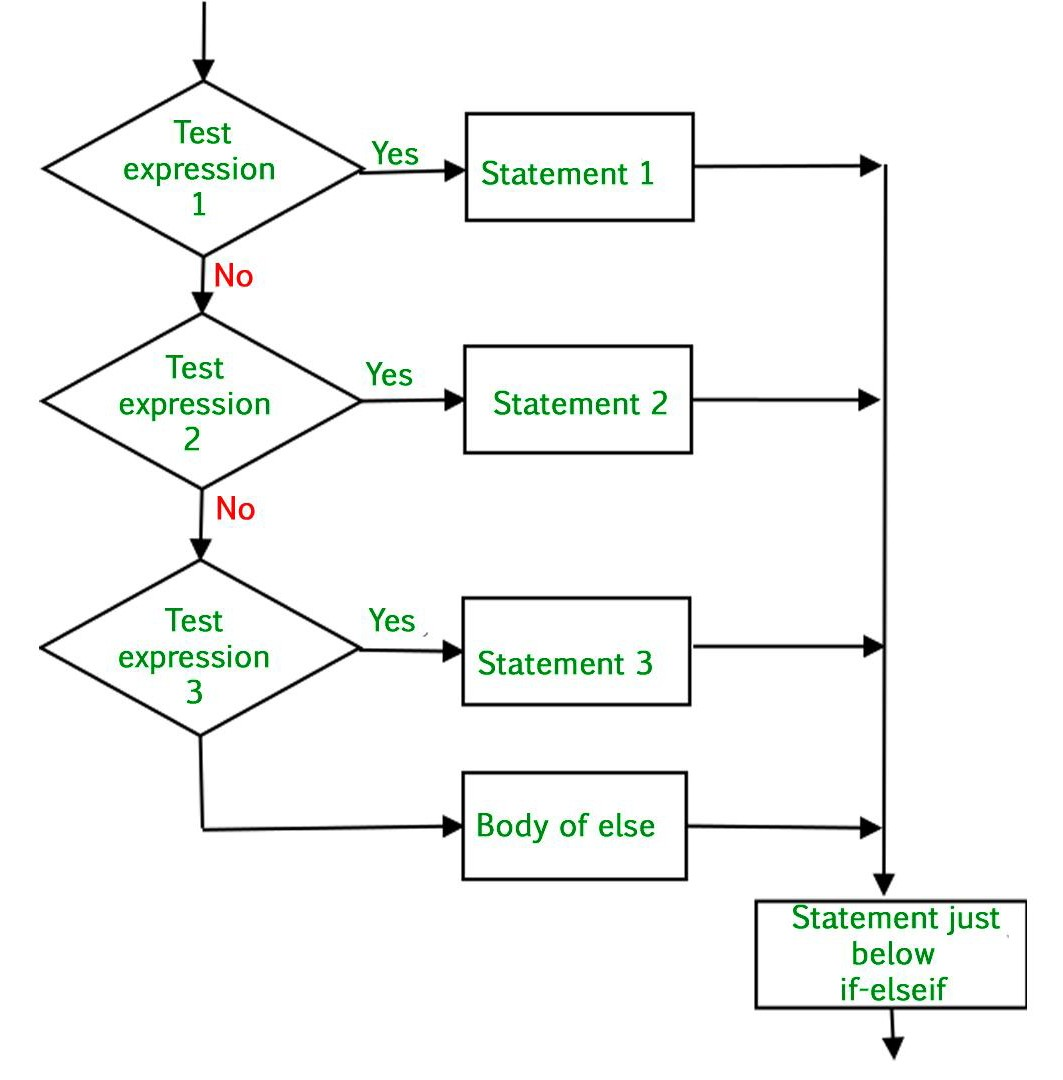 Test
expression
1
Yes
Statement 1
No
Test
expression
2
Yes
Statement 2
No
Test
expression
3
Yes
Statement 3
Body of else
Statement just
below
if-elseif